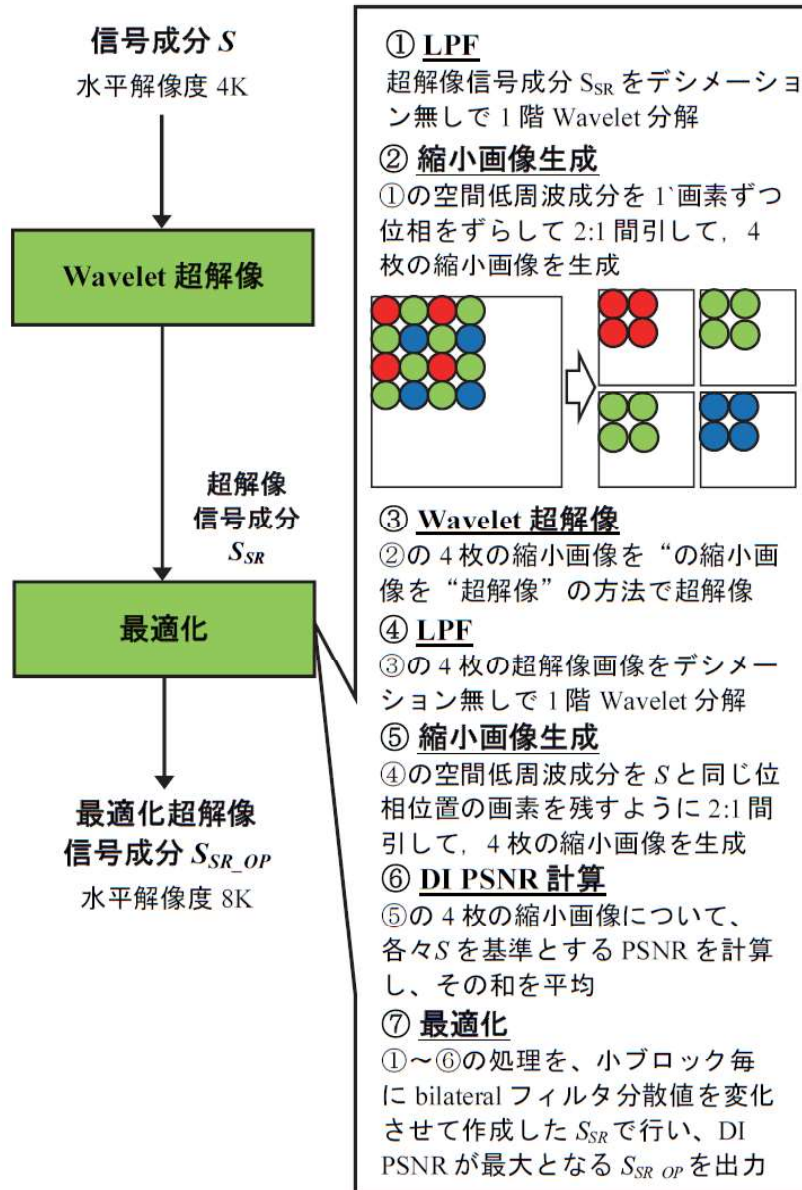 信号成分 S
水平解像度 4K
Wavelet 超解像
超解像
信号成分
SSR
最適化
最適化超解像
信号成分 SSR_OP
水平解像度 8K
① LPF
超解像信号成分 SSR をデシメーショ
ン無しで 1 階 Wavelet 分解
② 縮小画像生成
①の空間低周波成分を 1`画素ずつ
位相をずらして 2:1 間引して，4
枚の縮小画像を生成
③ Wavelet 超解像
②の 4 枚の縮小画像を“の縮小画
像を“超解像”の方法で超解像
④ LPF
③の 4 枚の超解像画像をデシメー
ション無しで 1 階 Wavelet 分解
⑤ 縮小画像生成
④の空間低周波成分を S と同じ位
相位置の画素を残すように 2:1 間
引して，4 枚の縮小画像を生成
⑥ DI PSNR 計算
⑤の 4 枚の縮小画像について、
各々S を基準とする PSNR を計算
し、その和を平均
⑦ 最適化
①～⑥の処理を、小ブロック毎
に bilateral フィルタ分散値を変化
させて作成した SSR で行い、DI
PSNR が最大となる SSR_OP を出力